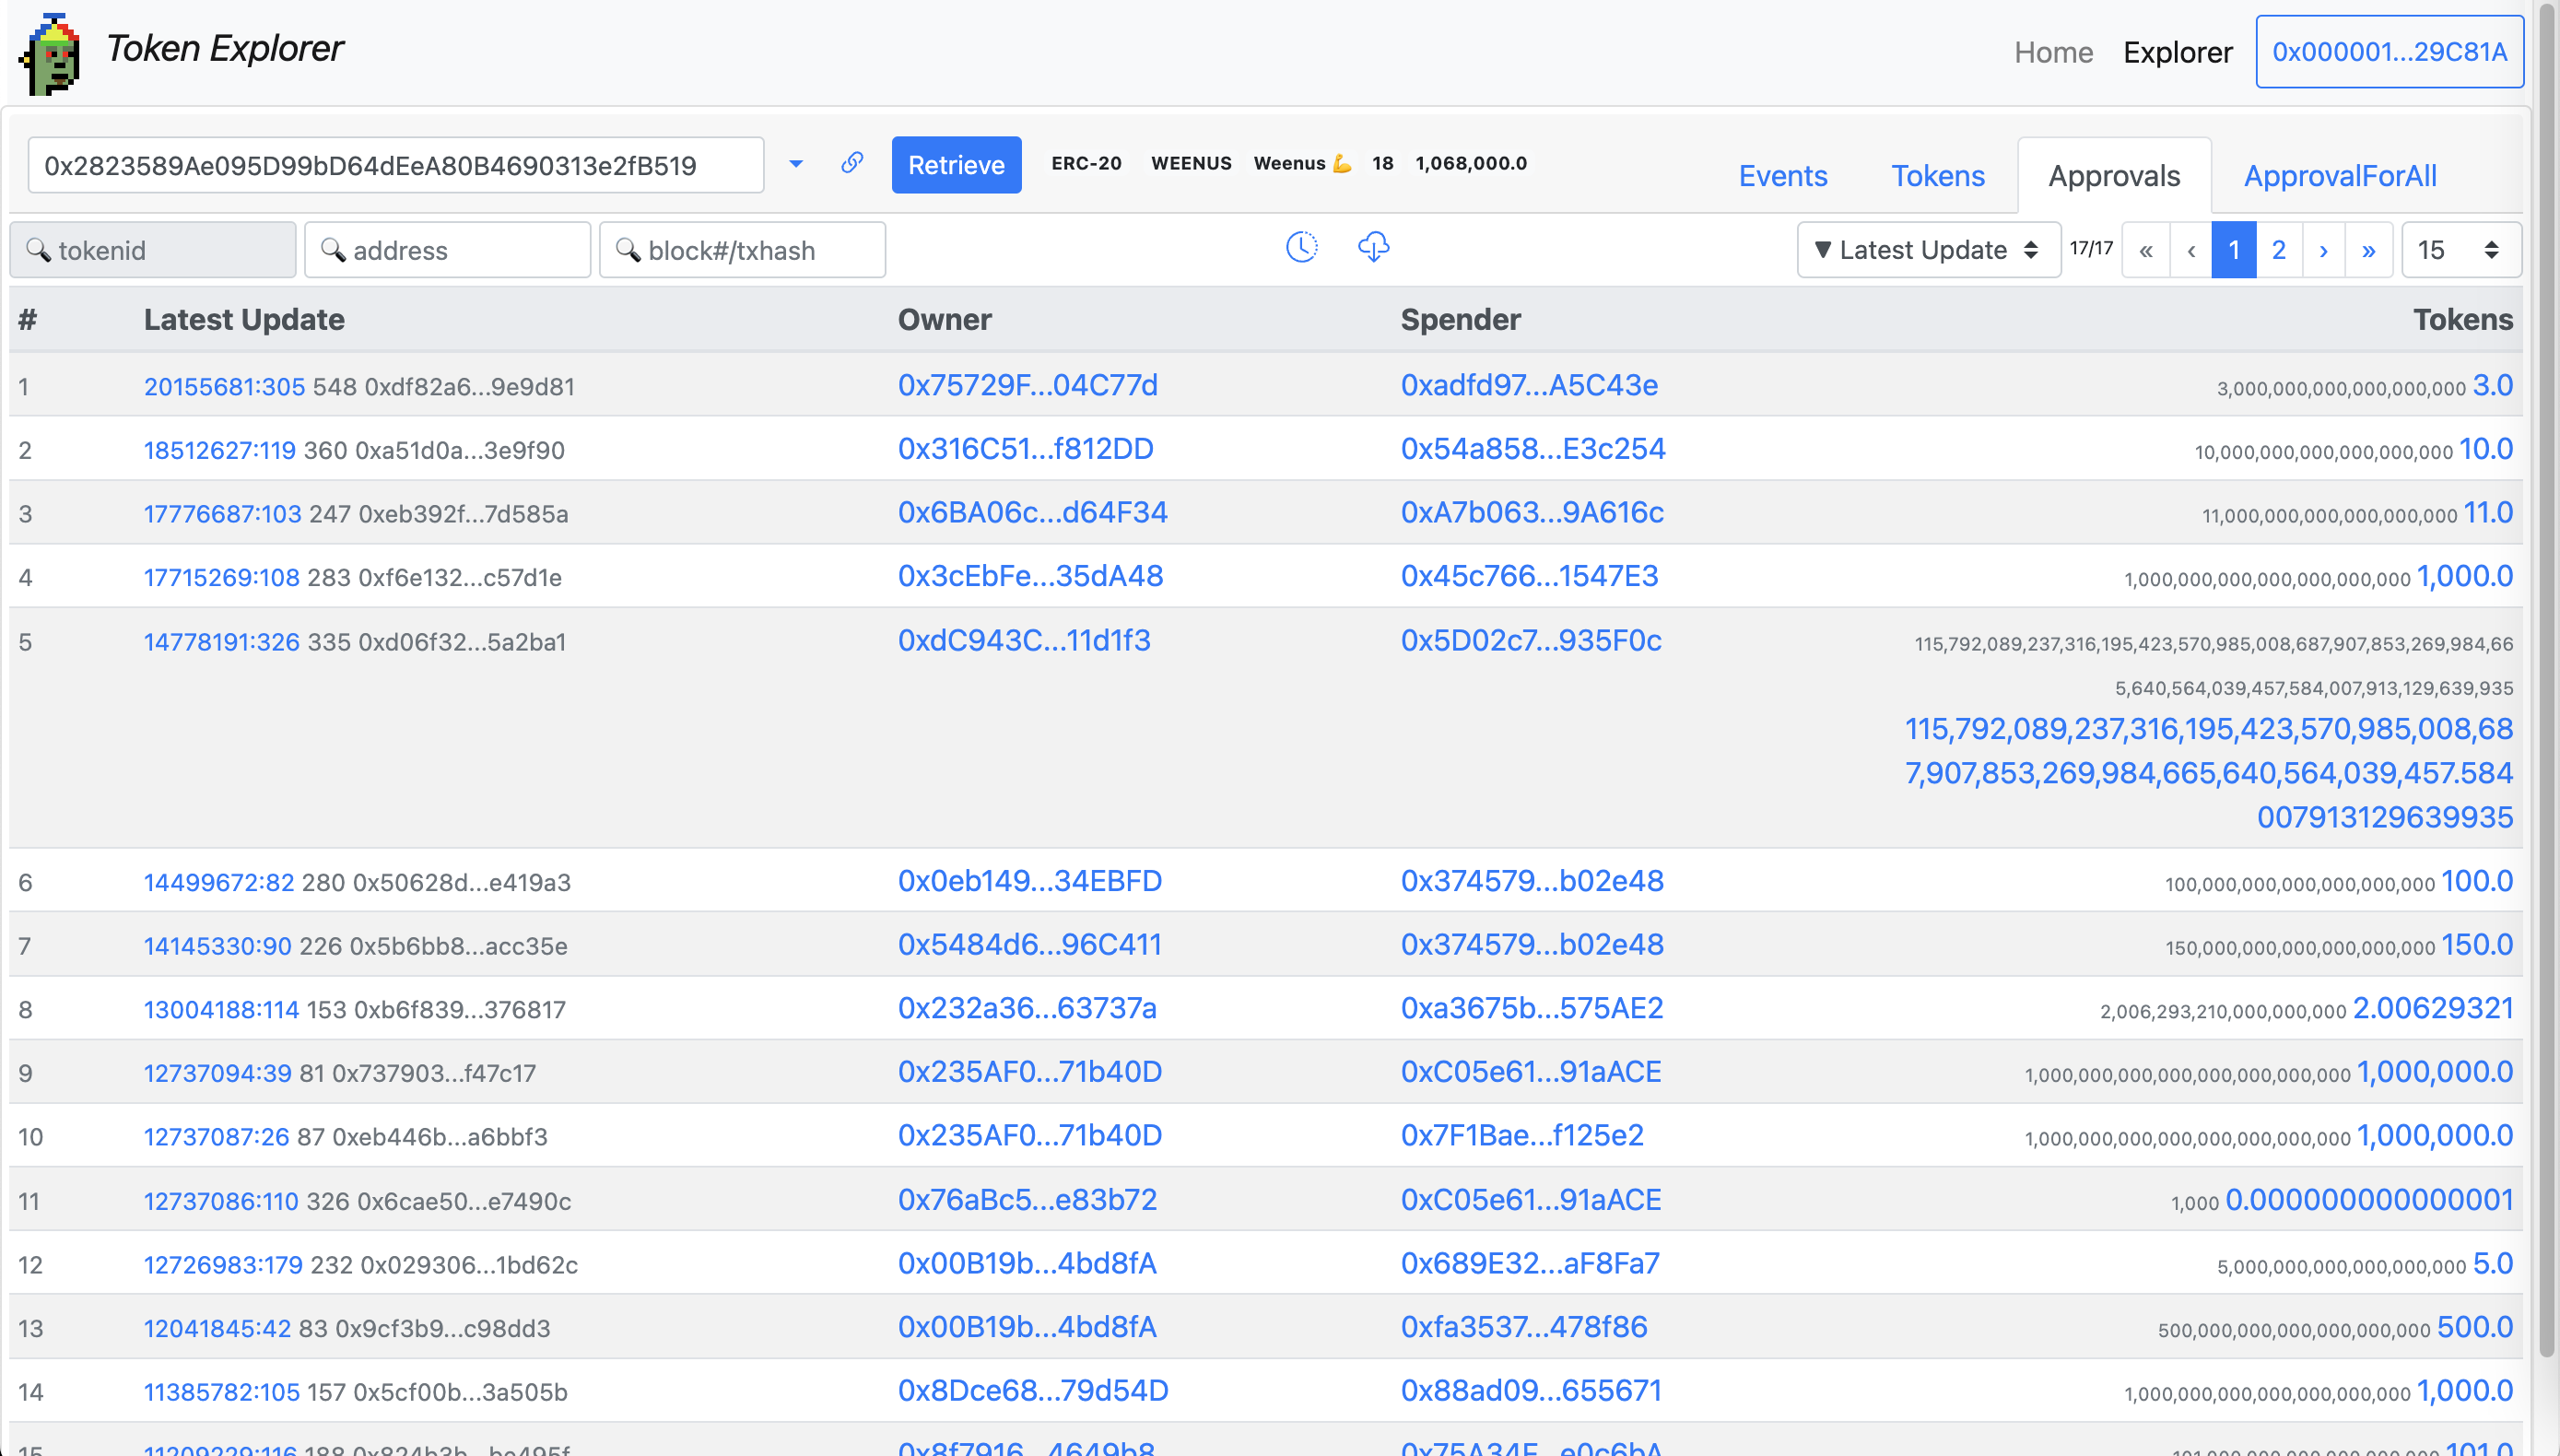 Token Explorer
Home Explorer 0x000001...29C81A
0x2823589Ae095D99bD64dEeA80B4690313e2fB519 Retrieve ERC-20 WEENUS Weenus 💪 18 1,068,000.0 Events Tokens Approvals ApprovalForAll
🔍 tokenid 🔍 address 🔍 block#/txhash ▼ Latest Update 17/17 « ‹ 1 2 › » 15
# Latest Update Owner Spender Tokens
1 20155681:305 548 0xdf82a6...9e9d81 0x75729F...04C77d 0xadfd97...A5C43e 3,000,000,000,000,000,000 3.0
2 18512627:119 360 0xa51d0a...3e9f90 0x316C51...f812DD 0x54a858...E3c254 10,000,000,000,000,000,000 10.0
3 17776687:103 247 0xeb392f...7d585a 0x6BA06c...d64F34 0xA7b063...9A616c 11,000,000,000,000,000,000 11.0
4 17715269:108 283 0xf6e132...c57d1e 0x3cEbFe...35dA48 0x45c766...1547E3 1,000,000,000,000,000,000,000 1,000.0
5 14778191:326 335 0xd06f32...5a2ba1 0xdC943C...11d1f3 0x5D02c7...935F0c 115,792,089,237,316,195,423,570,985,008,687,907,853,269,984,66
5,640,564,039,457,584,007,913,129,639,935
115,792,089,237,316,195,423,570,985,008,68
7,907,853,269,984,665,640,564,039,457.584
007913129639935
6 14499672:82 280 0x50628d...e419a3 0x0eb149...34EBFD 0x374579...b02e48 100,000,000,000,000,000,000 100.0
7 14145330:90 226 0x5b6bb8...acc35e 0x5484d6...96C411 0x374579...b02e48 150,000,000,000,000,000,000 150.0
8 13004188:114 153 0xb6f839...376817 0x232a36...63737a 0xa3675b...575AE2 2,006,293,210,000,000,000 2.00629321
9 12737094:39 81 0x737903...f47c17 0x235AF0...71b40D 0xC05e61...91aACE 1,000,000,000,000,000,000,000,000 1,000,000.0
10 12737087:26 87 0xeb446b...a6bbf3 0x235AF0...71b40D 0x7F1Bae...f125e2 1,000,000,000,000,000,000,000,000 1,000,000.0
11 12737086:110 326 0x6cae50...e7490c 0x76aBc5...e83b72 0xC05e61...91aACE 1,000 0.000000000000001
12 12726983:179 232 0x029306...1bd62c 0x00B19b...4bd8fA 0x689E32...aF8Fa7 5,000,000,000,000,000,000 5.0
13 12041845:42 83 0x9cf3b9...c98dd3 0x00B19b...4bd8fA 0xfa3537...478f86 500,000,000,000,000,000,000 500.0
14 11385782:105 157 0x5cf00b...3a505b 0x8Dce68...79d54D 0x88ad09...655671 1,000,000,000,000,000,000,000 1,000.0
15 11209229:116 188 0x824b3b...be495f 0x8f7916...4649b8 0x75A34F...e0c6bA 101,000,000,000,000,000,000 101.0